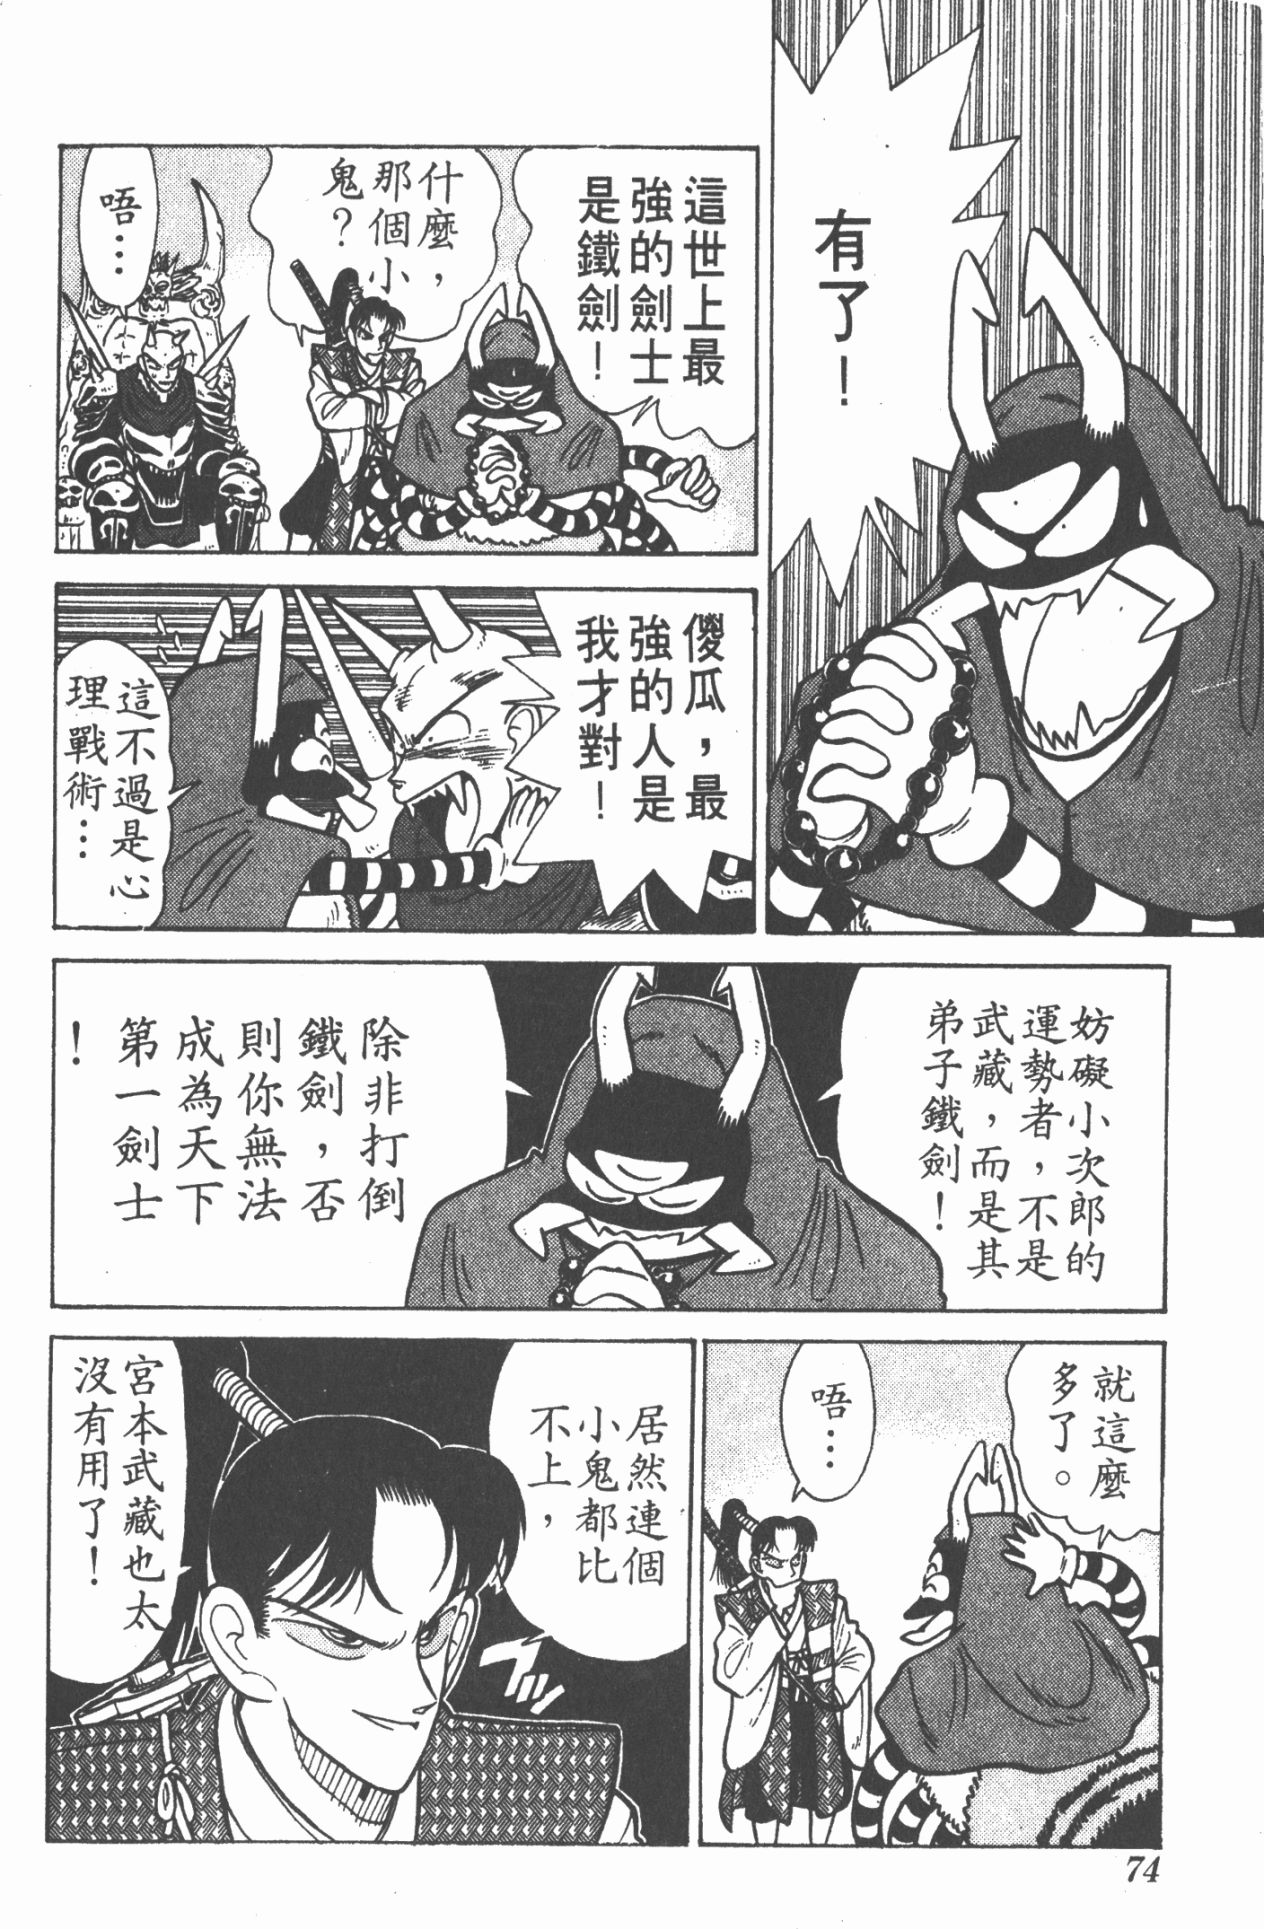 有了！
這世上最
強的劍士
是鐵劍！
什麼，
那個小
鬼？
唔…
傻瓜，最
強的人是
我才對！
這不過是心
理戰術…
妨礙小次郎的
運勢者，不是
武藏，而是其
弟子鐵劍！
除非打倒
鐵劍，否
則你無法
成為天下
第一劍士
！
就這麼
多了。
唔…
居然連個
小鬼都比
不上，
宮本武藏也太
沒有用了！
74